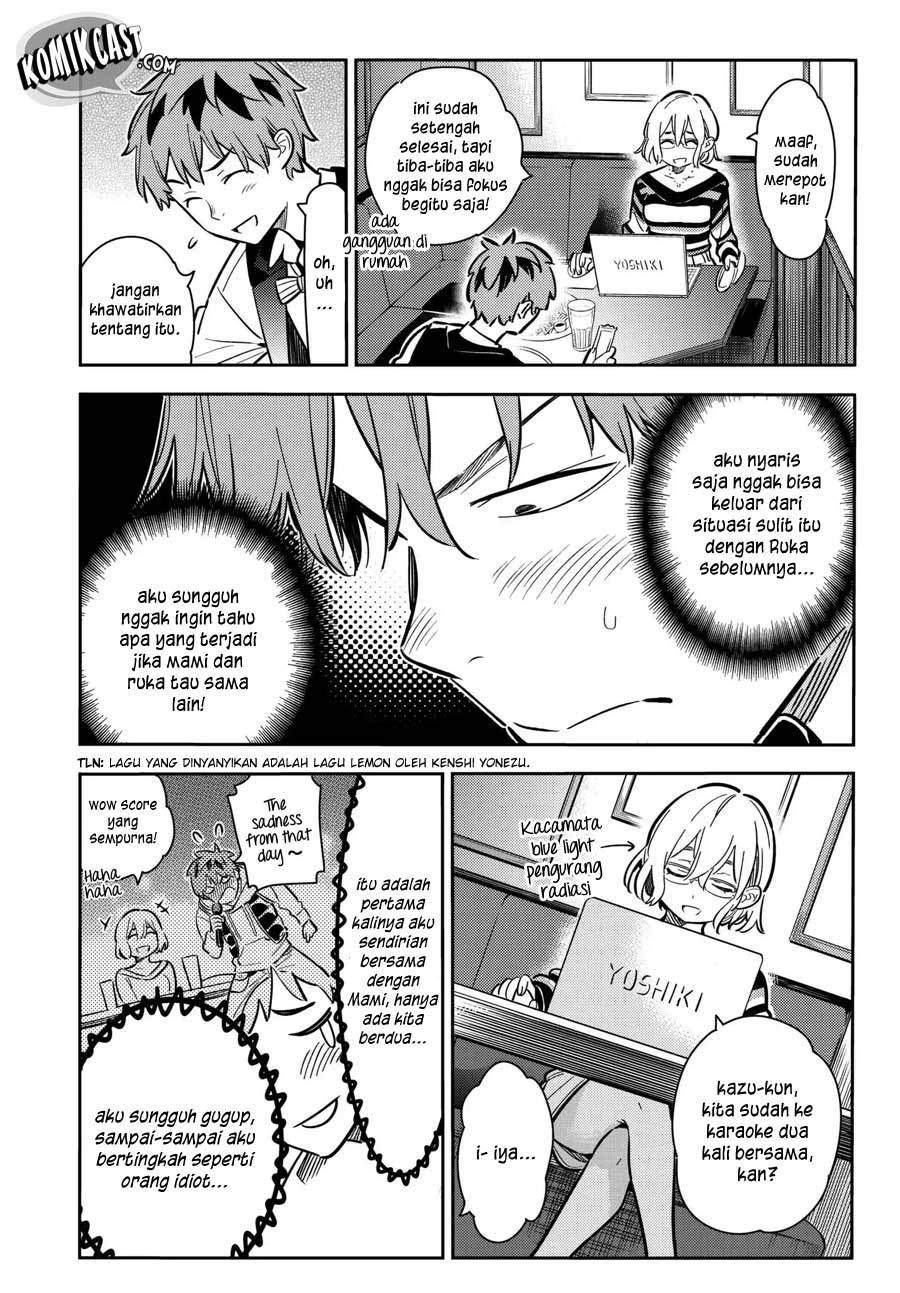 KOMIKCAST
.COM
Maaf,
sudah
merepot
kan!
ini sudah
setengah
selesai, tapi
tiba-tiba aku
nggak bisa fokus
begitu saja!
ada
gangguan di
rumah
YOSHIKI
oh,
uh
...
jangan
khawatirkan
tentang itu.
aku nyaris
saja nggak bisa
keluar dari
situasi sulit itu
dengan Ruka
sebelumnya...
aku sungguh
nggak ingin tahu
apa yang terjadi
jika Mami dan
ruka tau sama
lain!
TLN: LAGU YANG DINYANYIKAN ADALAH LAGU LEMON OLEH KENSHI YONEZU.
Kacamata
blue light
pengurang
radiasi
YOSHIKI
kazu-kun,
kita sudah ke
karaoke dua
kali bersama,
kan?
i- iya...
The
sadness
from that
day ~
wow score
yang
sempurna!
Haha
haha
itu adalah
pertama
kalinya aku
sendirian
bersama
dengan
Mami, hanya
ada kita
berdua...
aku sungguh gugup,
sampai-sampai aku
bertingkah seperti
orang idiot...